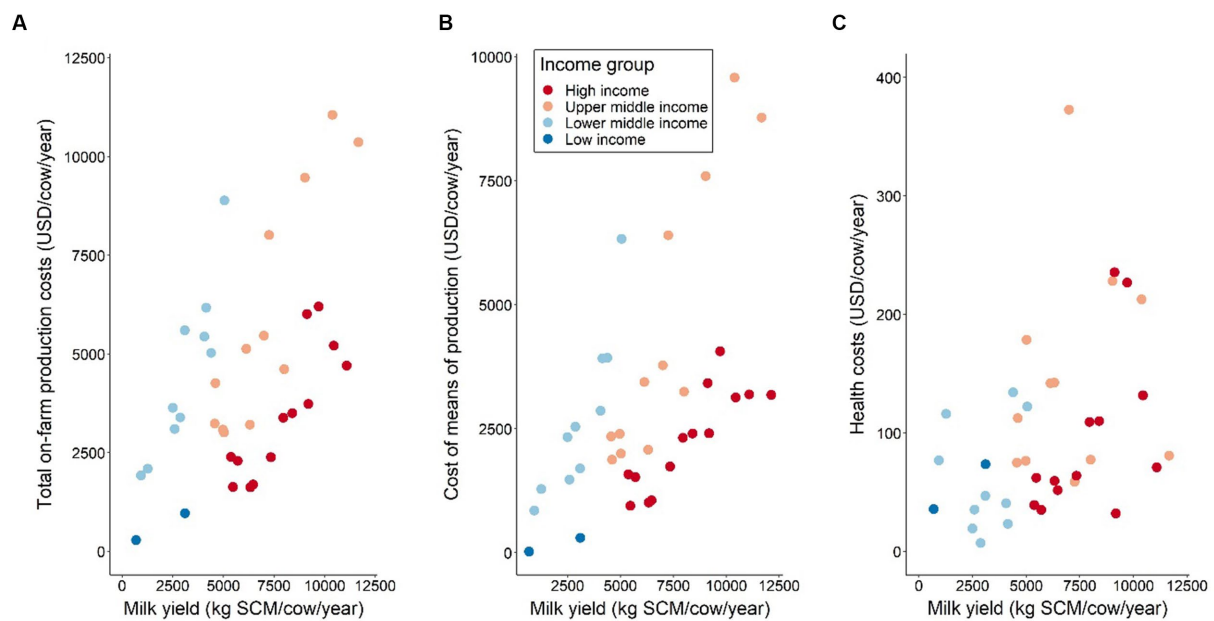 A
B
C
Total on-farm production costs (USD/cow/year)
12500
10000
7500
5000
2500
0
0 2500 5000 7500 10000 12500
Milk yield (kg SCM/cow/year)
Cost of means of production (USD/cow/year)
10000
7500
5000
2500
0
Income group
High income
Upper middle income
Lower middle income
Low income
2500 5000 7500 10000 12500
Milk yield (kg SCM/cow/year)
Health costs (USD/cow/year)
400
300
200
100
0
0 2500 5000 7500 10000 12500
Milk yield (kg SCM/cow/year)